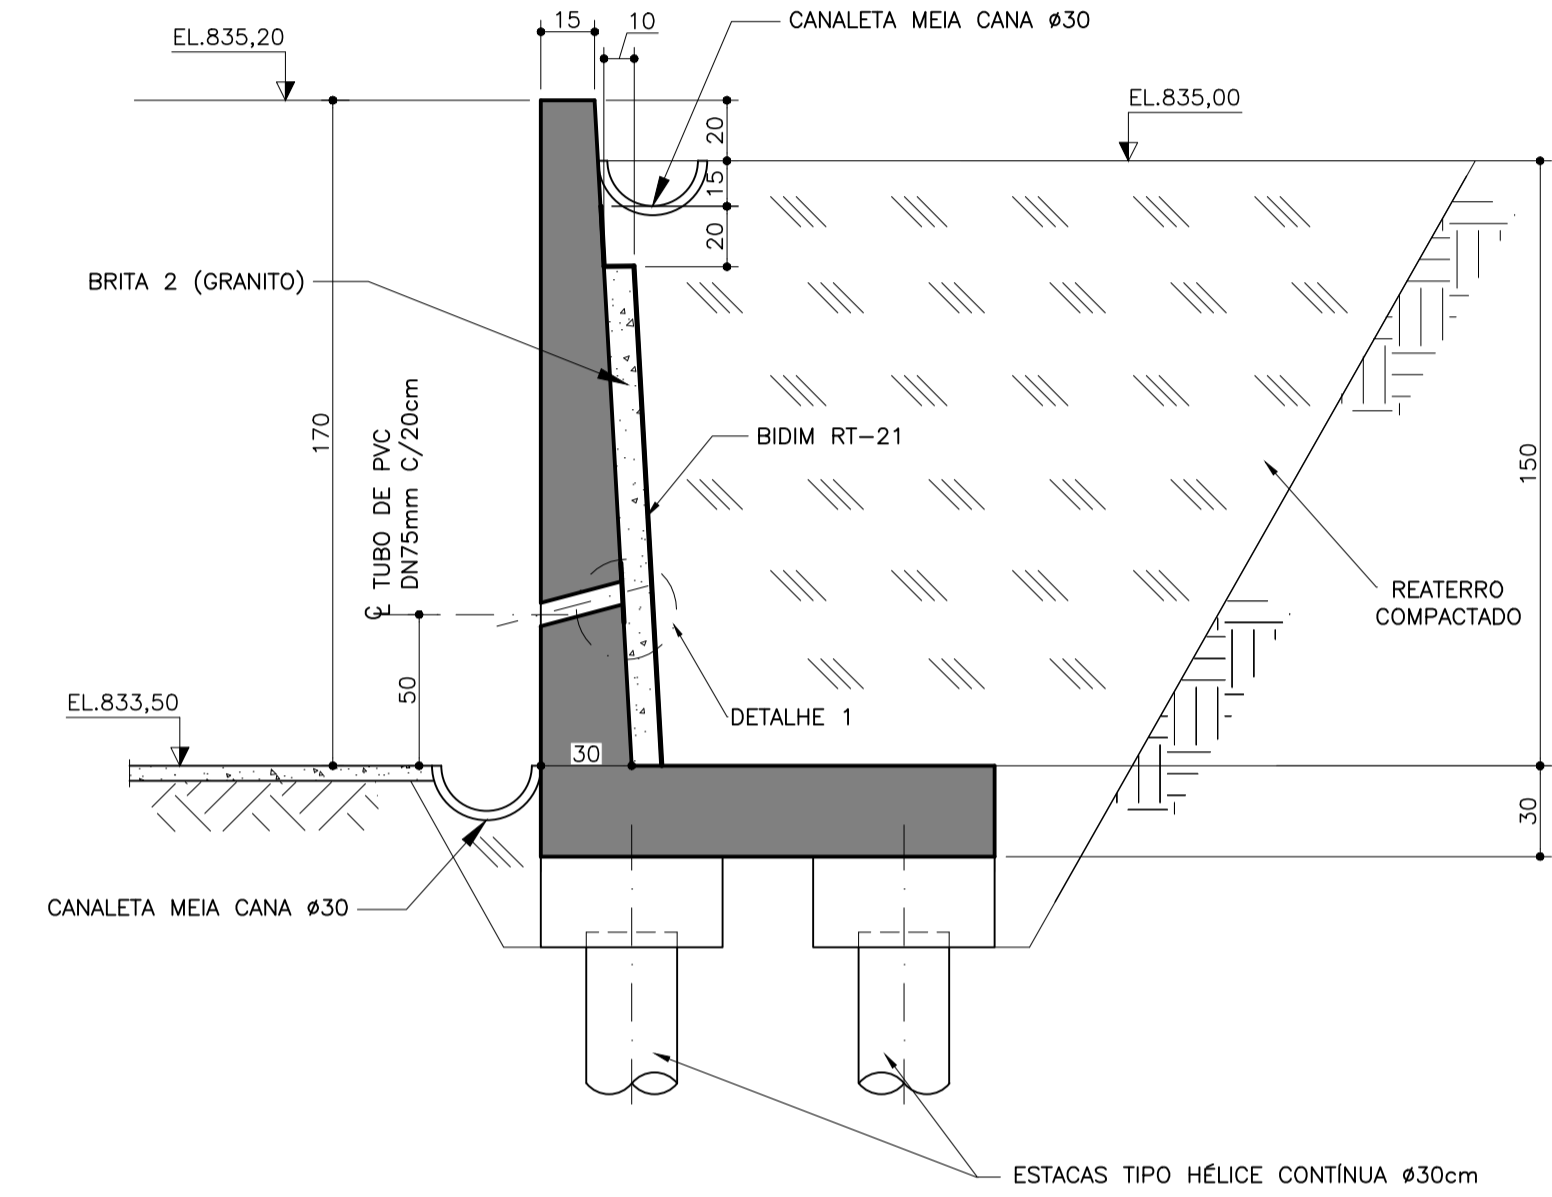 15
10
CANALETA MEIA CANA ø30
EL.835,20
EL.835,00
20
15
20
BRITA 2 (GRANITO)
170
℄ TUBO DE PVC
DN75mm C/20cm
BIDIM RT-21
150
REATERRO
COMPACTADO
50
EL.833,50
DETALHE 1
30
30
CANALETA MEIA CANA ø30
ESTACAS TIPO HÉLICE CONTÍNUA ø30cm